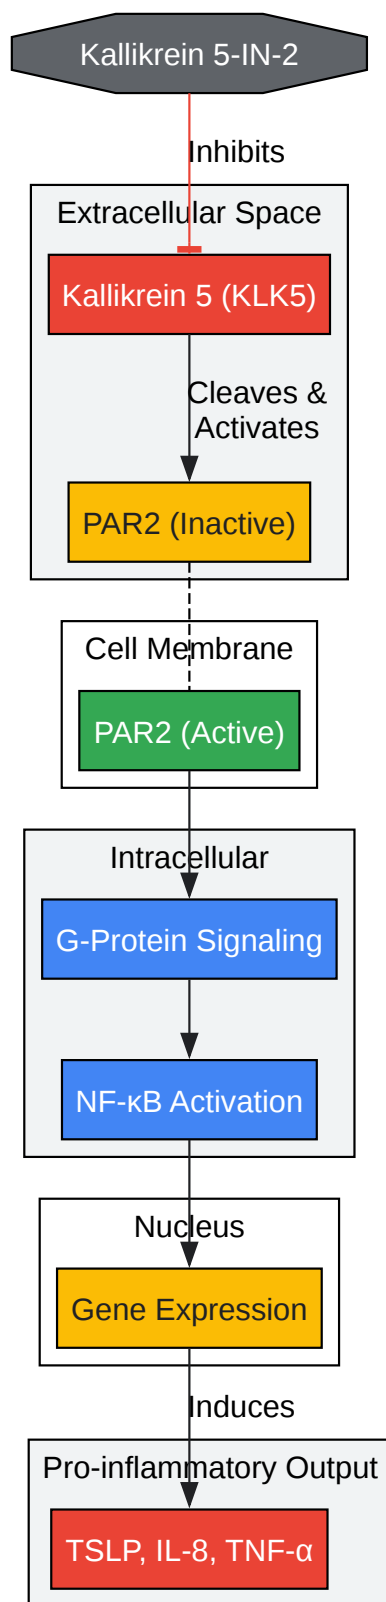 Kallikrein 5-IN-2
Inhibits
Extracellular Space
Kallikrein 5 (KLK5)
Cleaves &
Activates
PAR2 (Inactive)
Cell Membrane
PAR2 (Active)
Intracellular
G-Protein Signaling
NF-κB Activation
Nucleus
Gene Expression
Induces
Pro-inflammatory Output
TSLP, IL-8, TNF-α